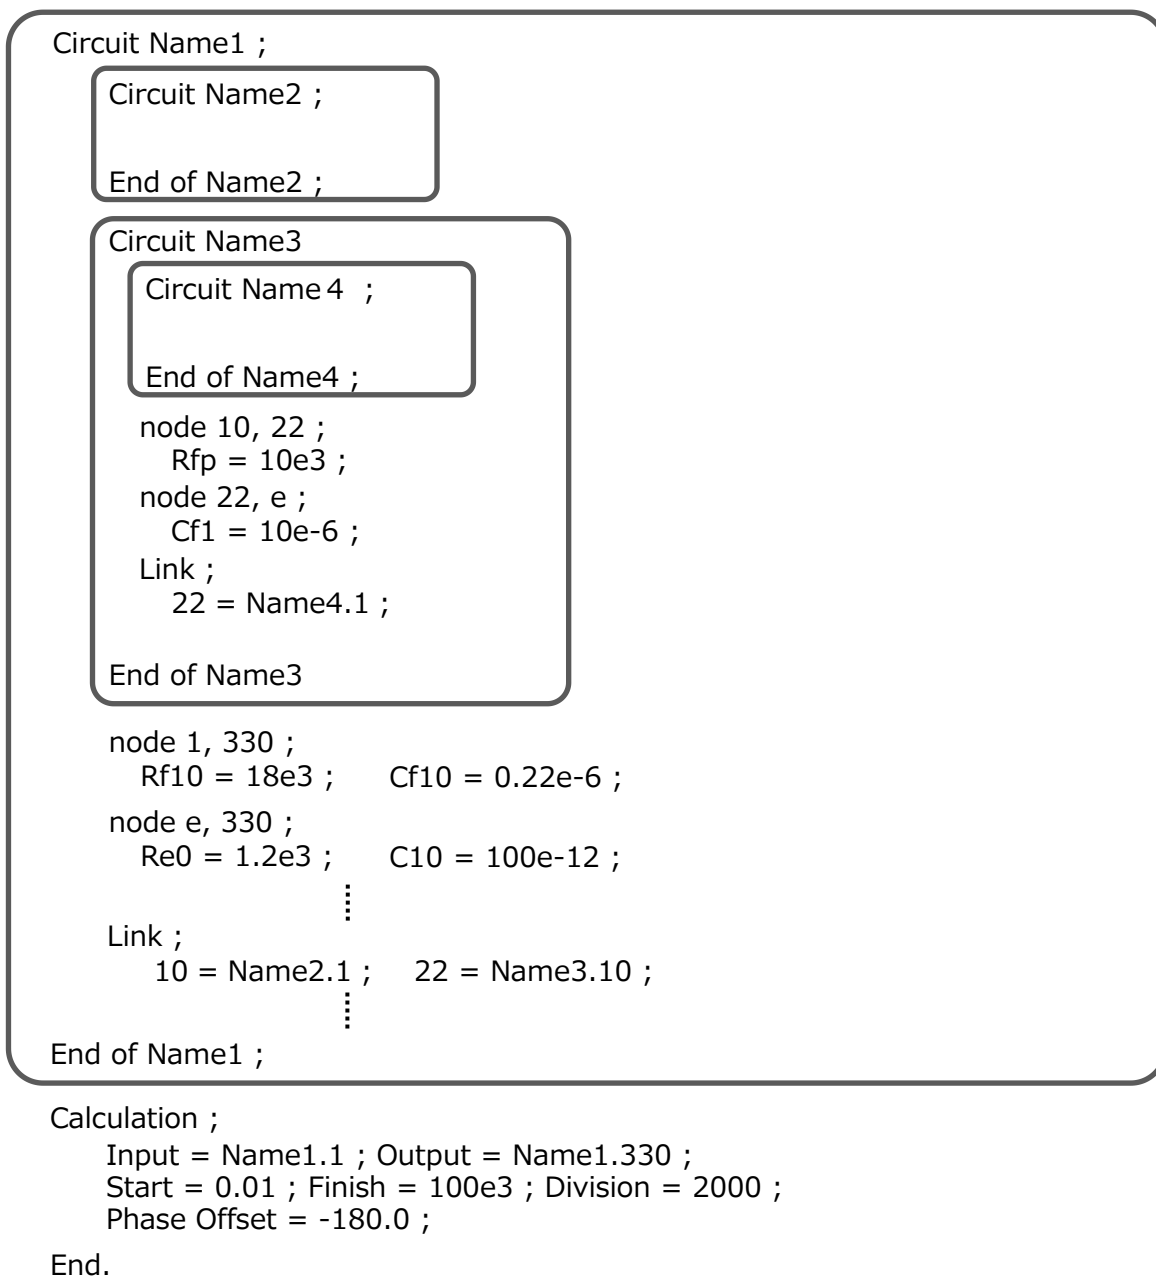 Circuit Name1 ;
Circuit Name2 ;
End of Name2 ;
Circuit Name3
Circuit Name 4 ;
End of Name4 ;
node 10, 22 ;
Rfp = 10e3 ;
node 22, e ;
Cf1 = 10e-6 ;
Link ;
22 = Name4.1 ;
End of Name3
node 1, 330 ;
Rf10 = 18e3 ; Cf10 = 0.22e-6 ;
node e, 330 ;
Re0 = 1.2e3 ; C10 = 100e-12 ;
Link ;
10 = Name2.1 ; 22 = Name3.10 ;
End of Name1 ;
Calculation ;
Input = Name1.1 ; Output = Name1.330 ;
Start = 0.01 ; Finish = 100e3 ; Division = 2000 ;
Phase Offset = -180.0 ;
End.